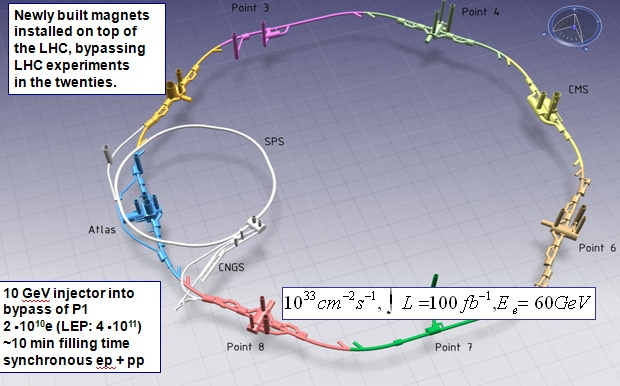 Newly built magnets
installed on top of
the LHC, bypassing
LHC experiments
in the twenties.
Point 3
Point 4
CMS
SPS
Atlas
CNGS
Point 6
10 GeV injector into
bypass of P1
2 •10¹⁰e (LEP: 4 •10¹¹)
~10 min filling time
synchronous ep + pp
10³³cm⁻²s⁻¹, ∫ L =100 fb⁻¹,Eₑ= 60GeV
Point 8
Point 7